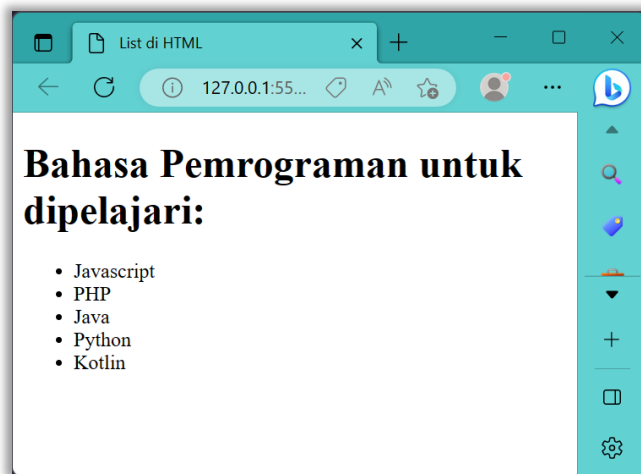 List di HTML
127.0.0.1:55...
Bahasa Pemrograman untuk
dipelajari:
• Javascript
• PHP
• Java
• Python
• Kotlin